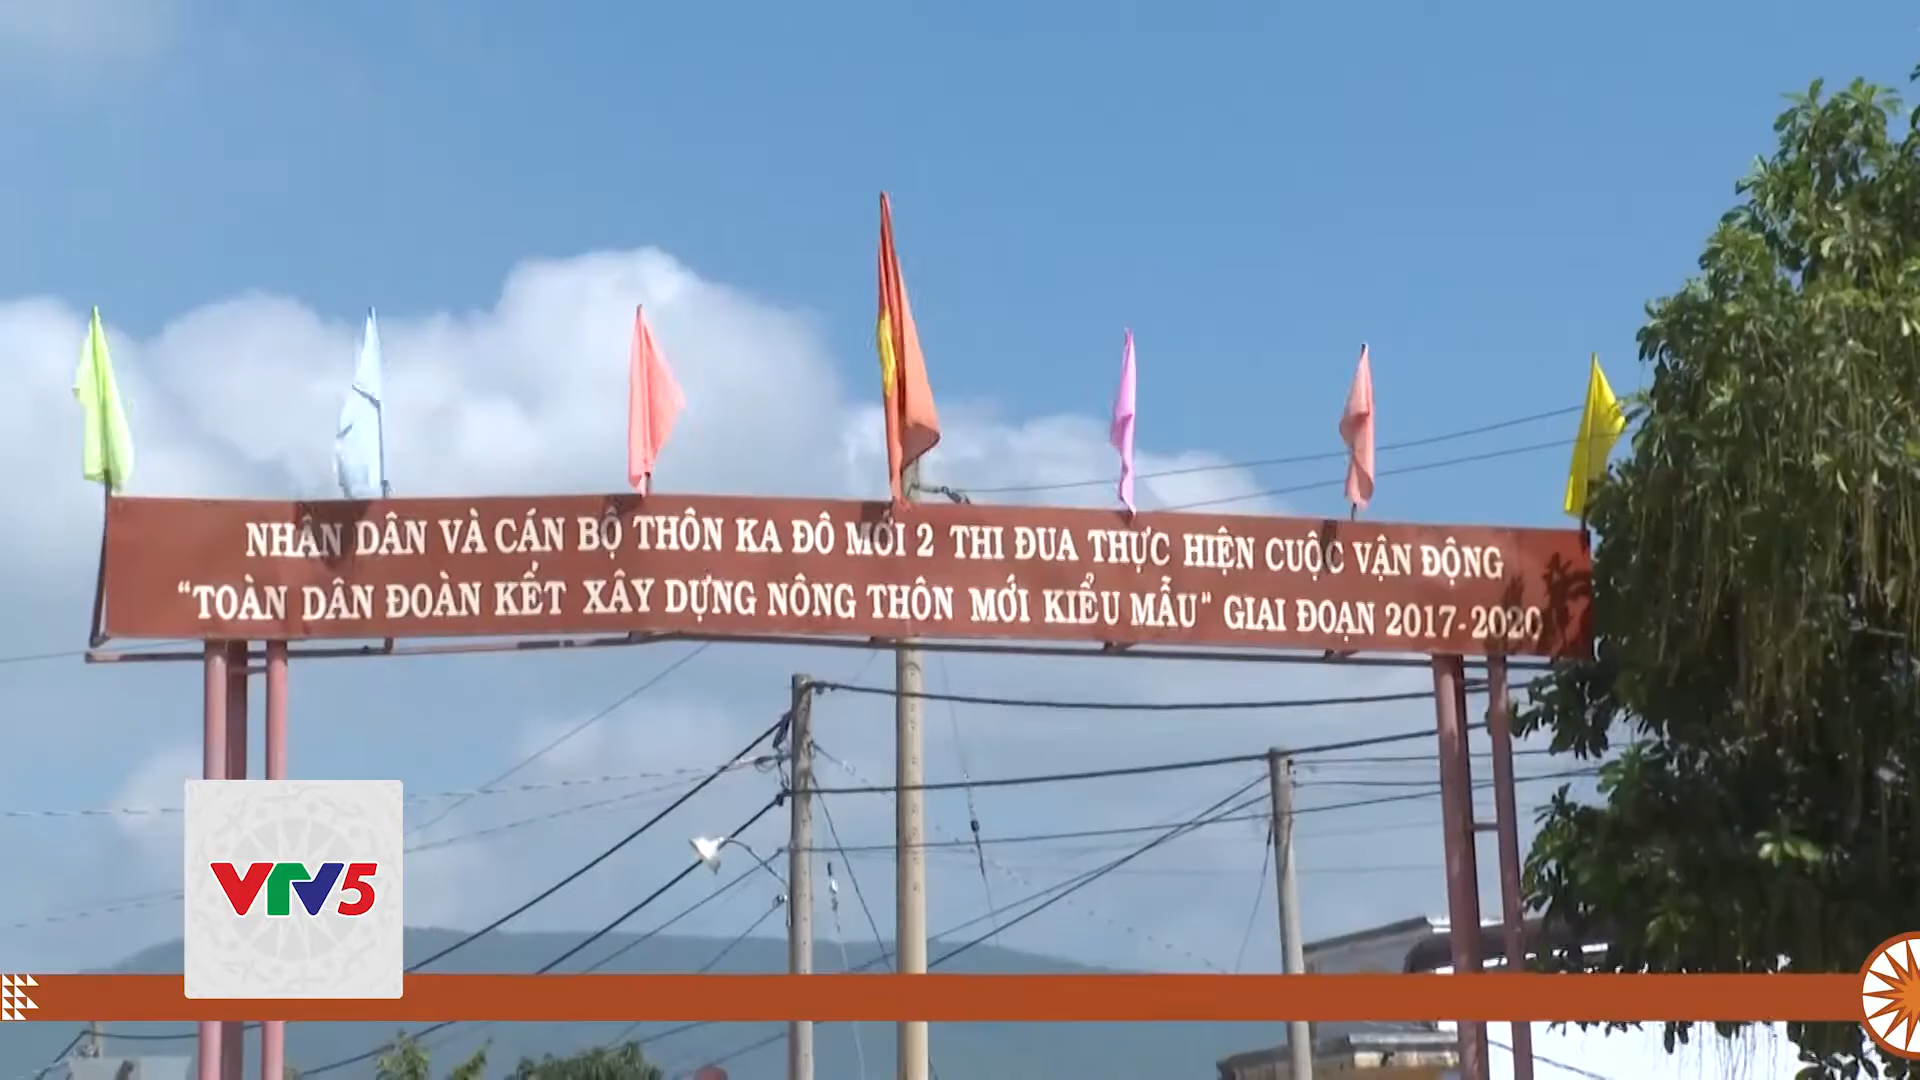 NHÂN DÂN VÀ CÁN BỘ THÔN KA ĐÔ MỚI 2 THI ĐUA THỰC HIỆN CUỘC VẬN ĐỘNG
"TOÀN DÂN ĐOÀN KẾT XÂY DỰNG NÔNG THÔN MỚI KIỂU MẪU" GIAI ĐOẠN 2017-2020
VTV5